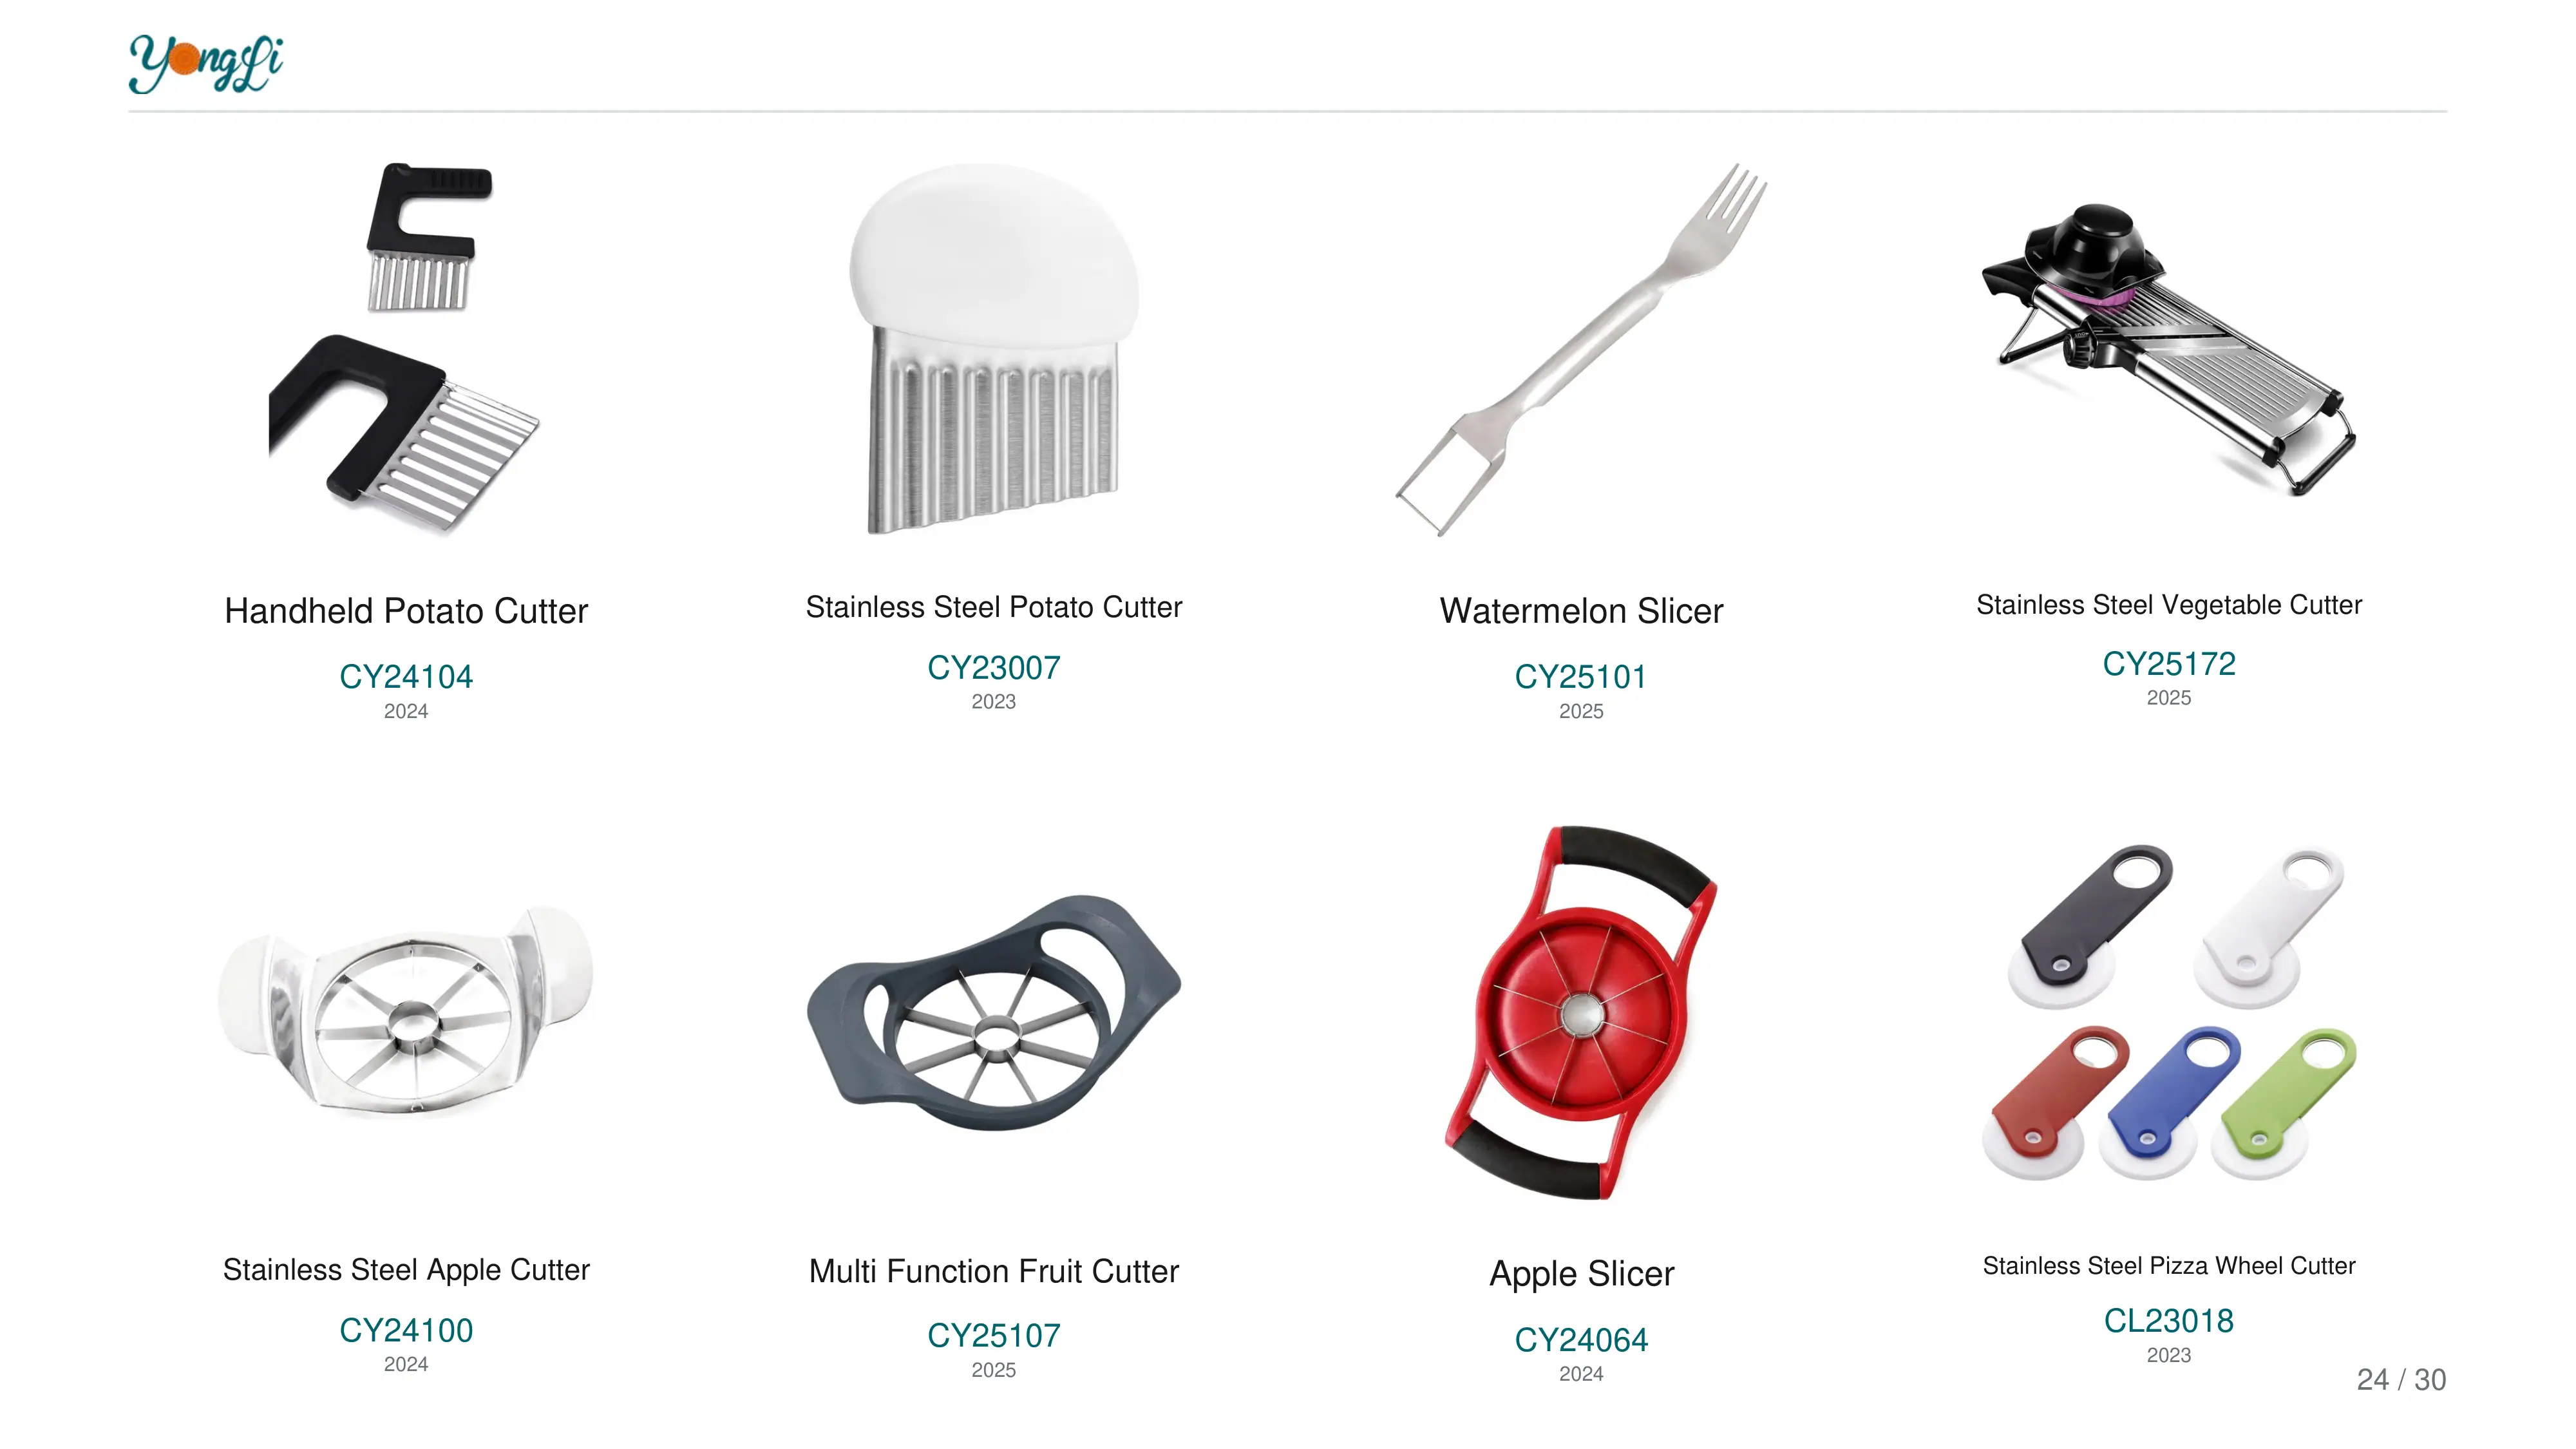 YongLi
Handheld Potato Cutter
CY24104
2024
Stainless Steel Potato Cutter
CY23007
2023
Watermelon Slicer
CY25101
2025
Stainless Steel Vegetable Cutter
CY25172
2025
Stainless Steel Apple Cutter
CY24100
2024
Multi Function Fruit Cutter
CY25107
2025
Apple Slicer
CY24064
2024
Stainless Steel Pizza Wheel Cutter
CL23018
2023
24 / 30